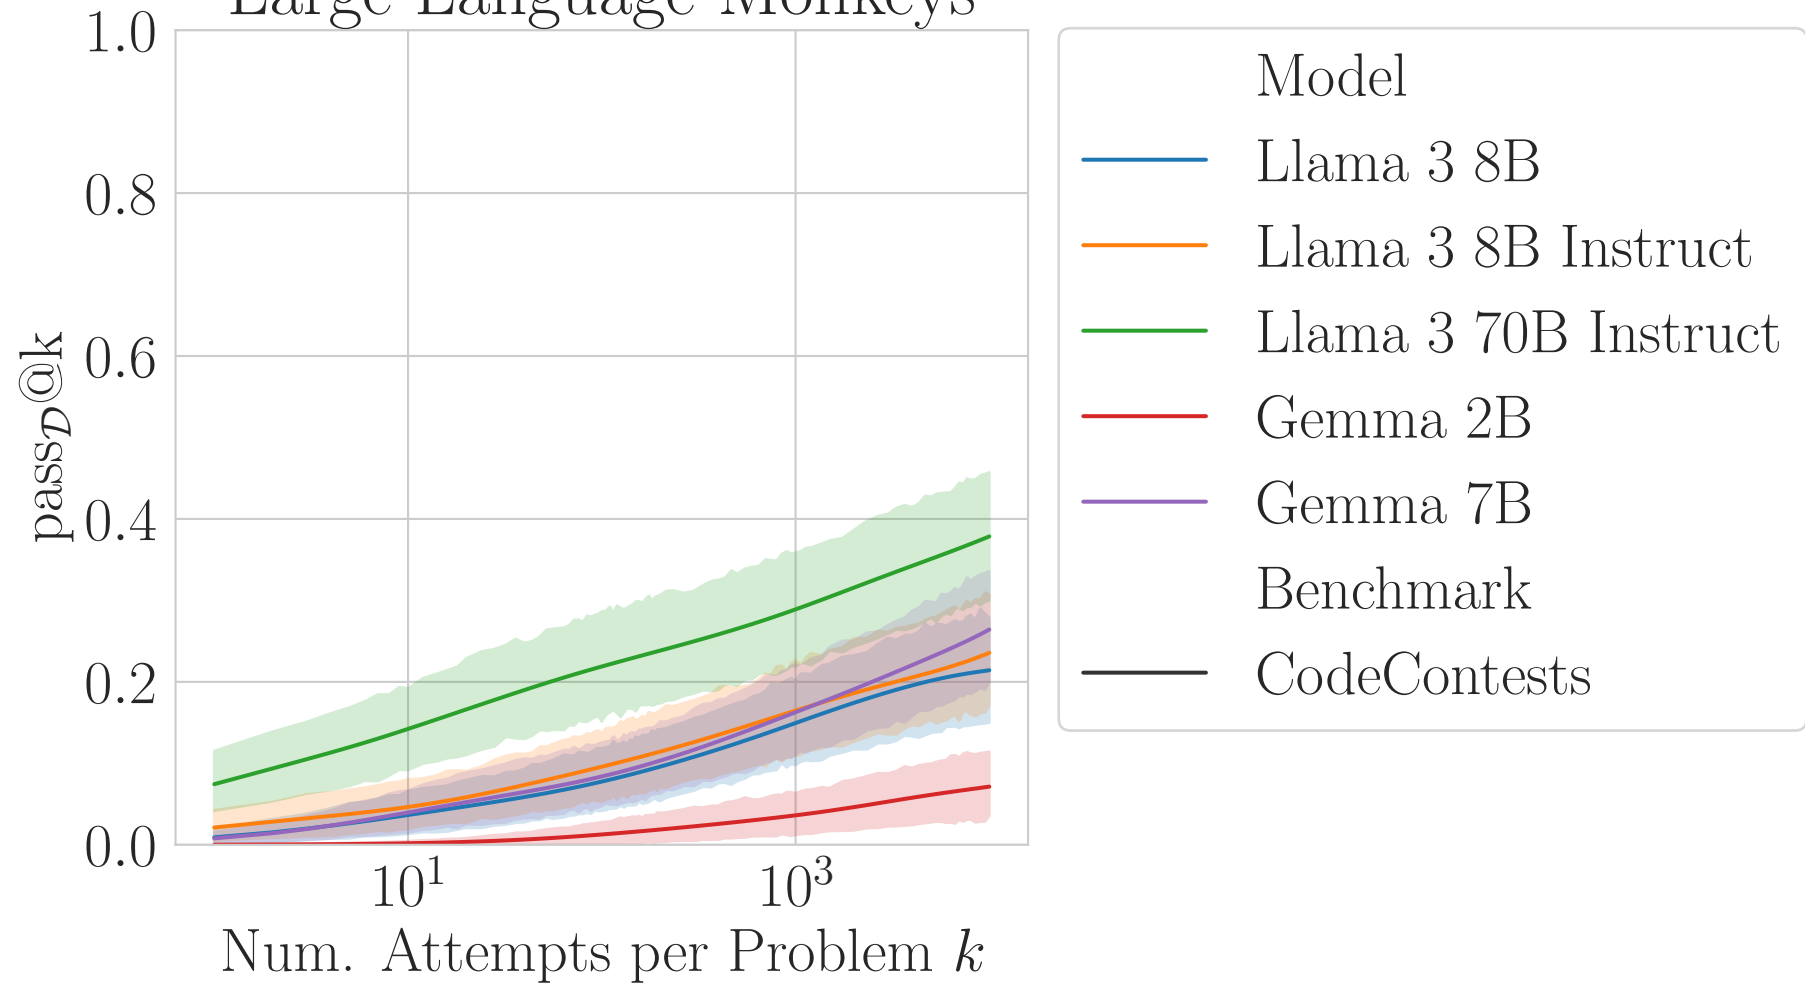 Large Language Monkeys
1.0
0.8
0.6
0.4
0.2
0.0
pass𝒟@k
10¹
10³
Num. Attempts per Problem k
Model
Llama 3 8B
Llama 3 8B Instruct
Llama 3 70B Instruct
Gemma 2B
Gemma 7B
Benchmark
CodeContests